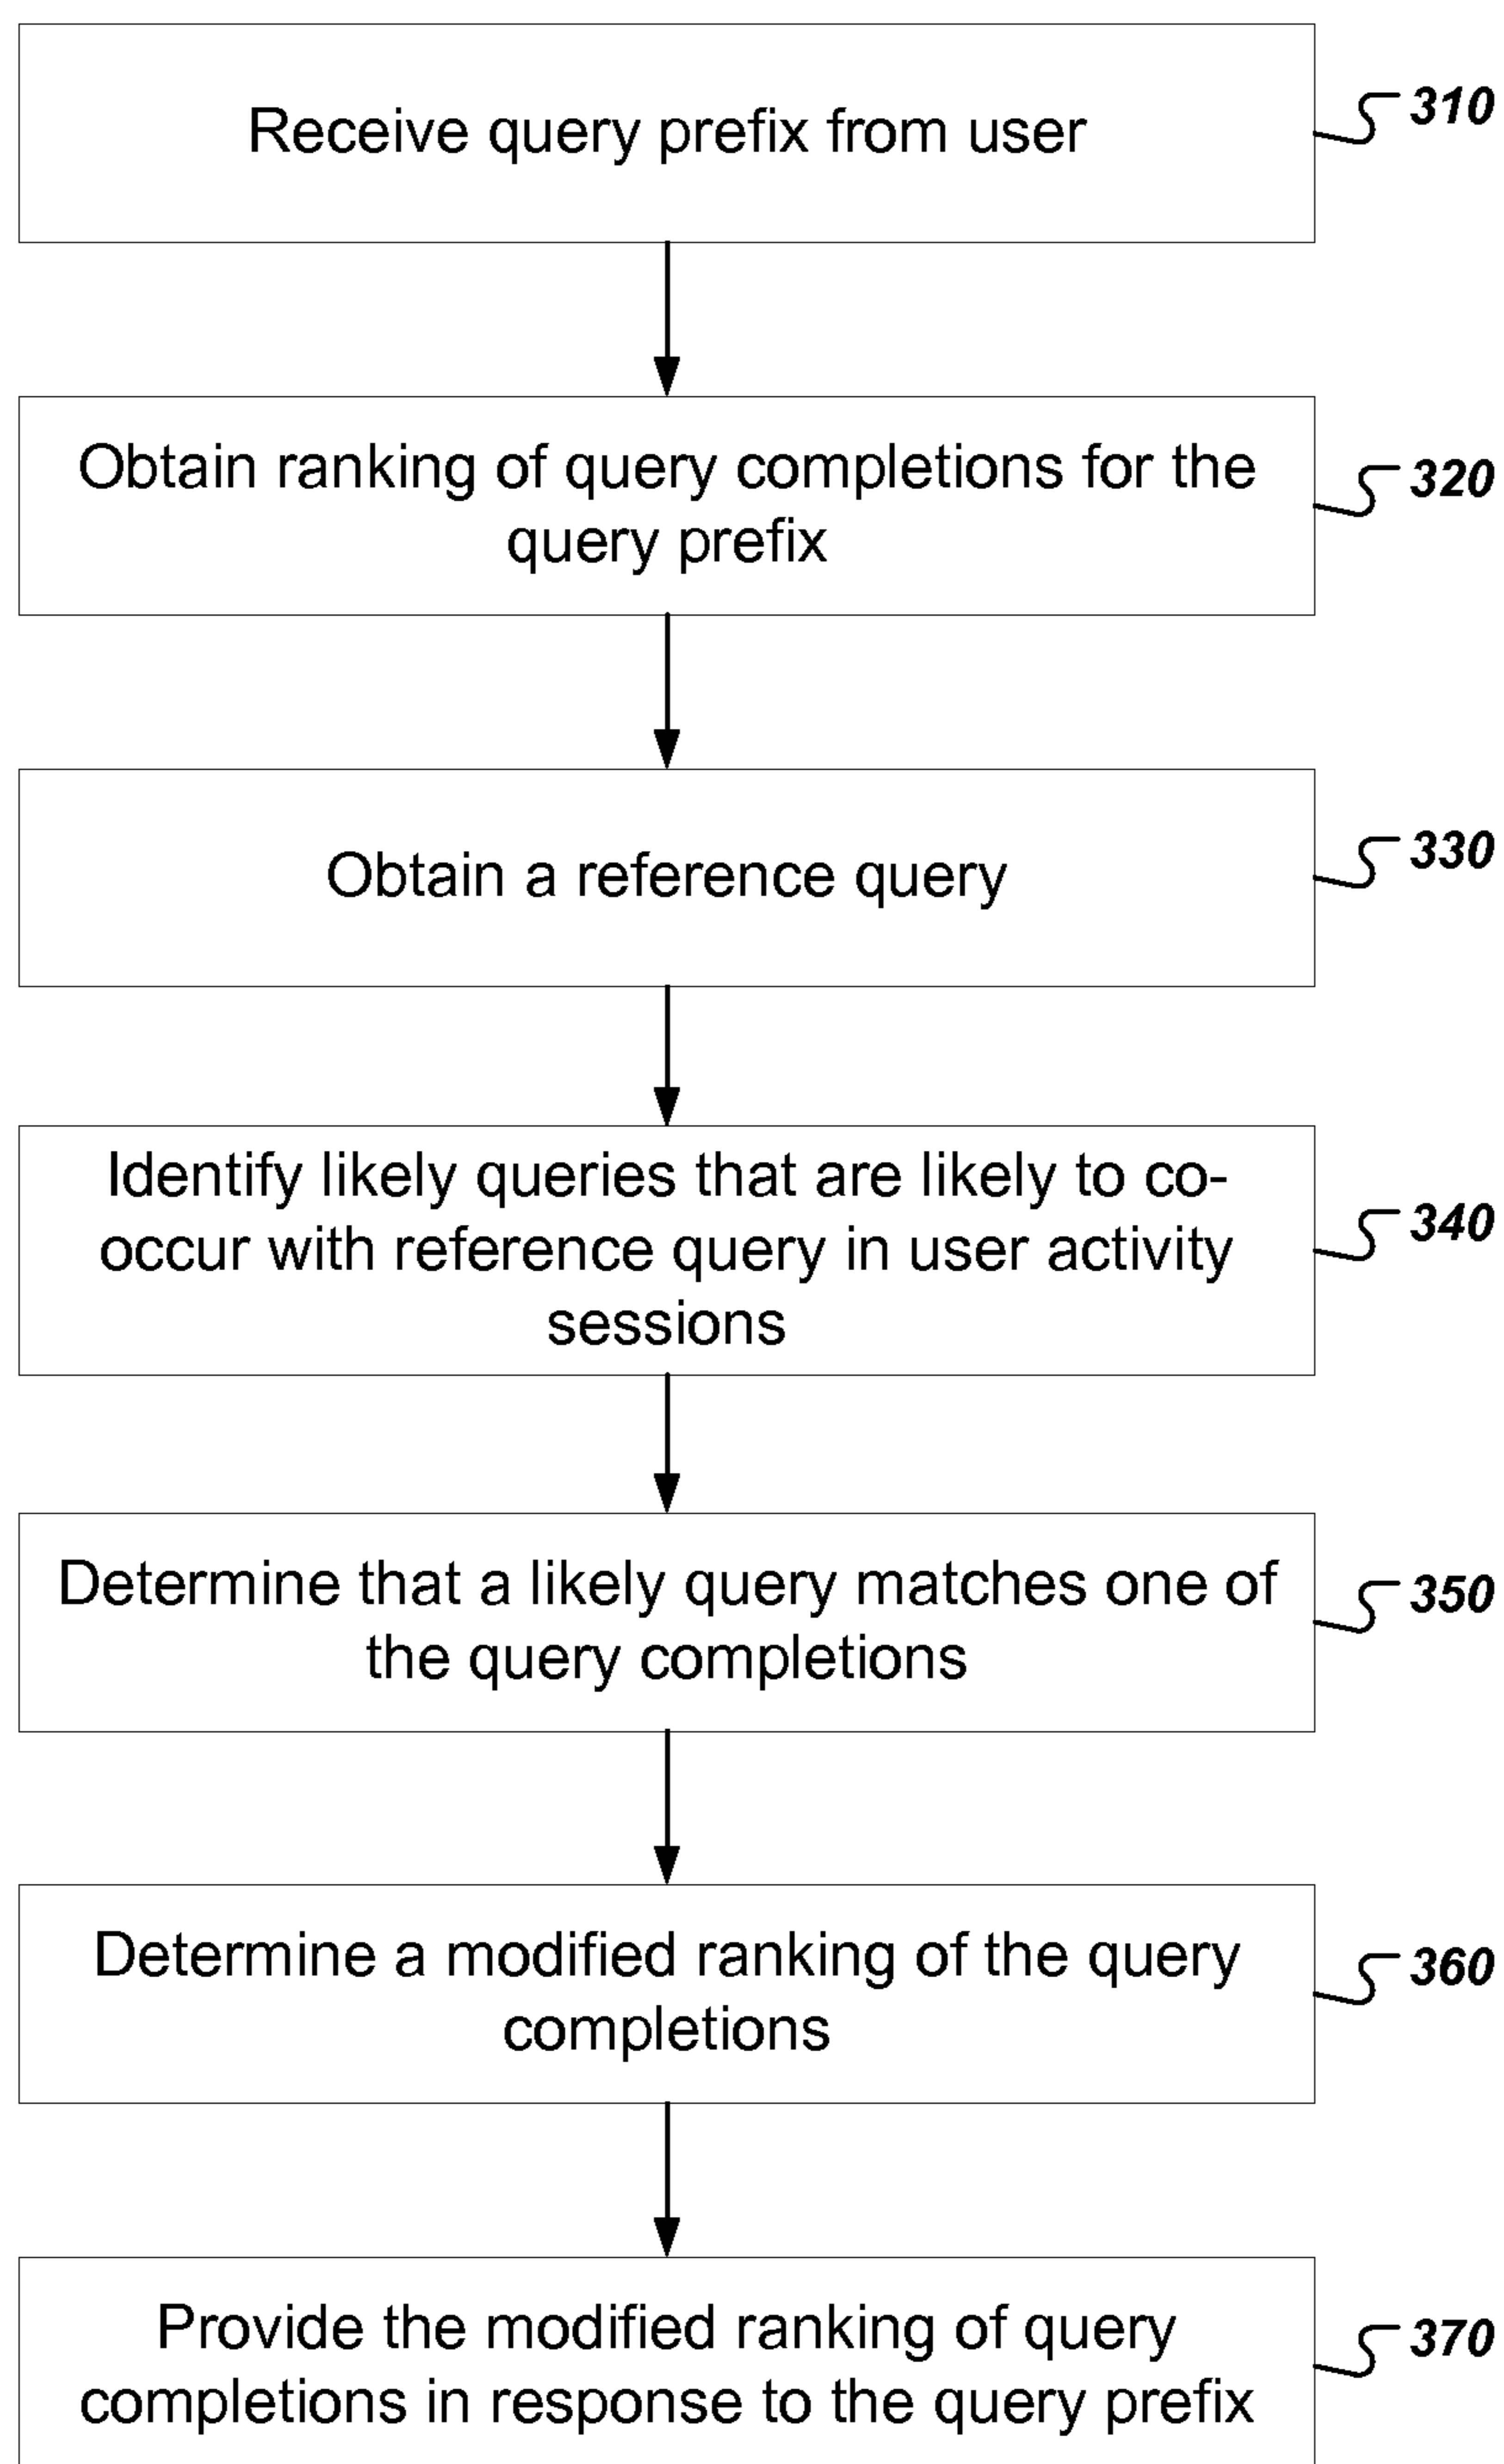 Receive query prefix from user
310
Obtain ranking of query completions for the
query prefix
320
Obtain a reference query
330
Identify likely queries that are likely to co-
occur with reference query in user activity
sessions
340
Determine that a likely query matches one of
the query completions
350
Determine a modified ranking of the query
completions
360
Provide the modified ranking of query
completions in response to the query prefix
370